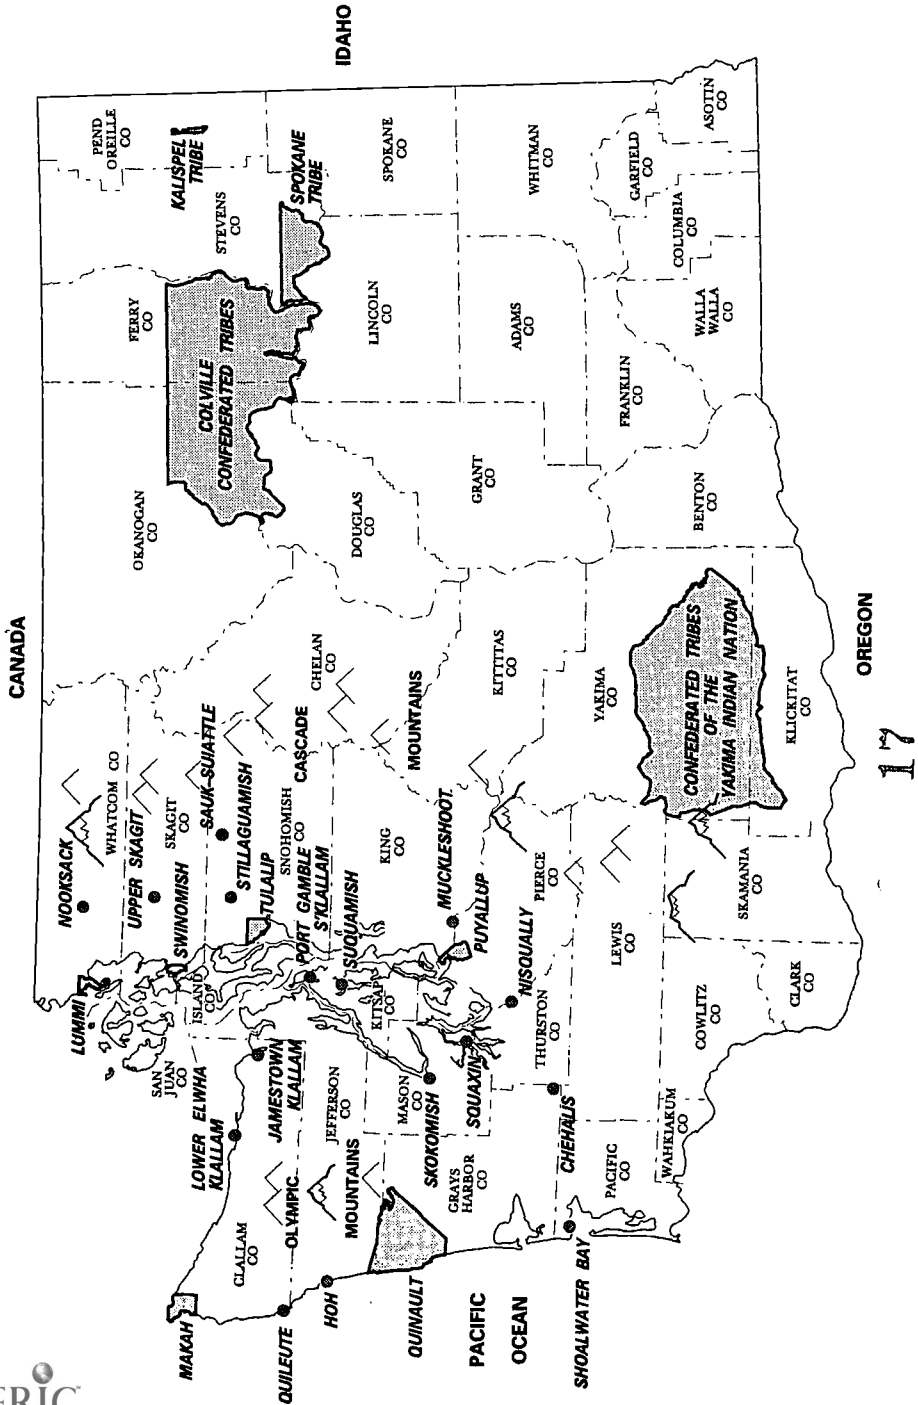 CANADA
IDAHO
OREGON
PACIFIC
OCEAN
NOOKSACK
LUMMI
WHATCOM CO
UPPER SKAGIT
SWINOMISH
SKAGIT
CO
SAN
JUAN
CO
ISLAND
CO
SAUK-SUIATTLE
STILLAGUAMISH
TULALIP
SNOHOMISH
CO
CASCADE
MOUNTAINS
PORT GAMBLE
S'KLALLAM
SUQUAMISH
KING
CO
KITSAP
CO
MUCKLESHOOT
PUYALLUP
NISQUALLY
PIERCE
CO
MAKAH
LOWER ELWHA
KLALLAM
JAMESTOWN
KLALLAM
CLALLAM
CO
OLYMPIC
MOUNTAINS
JEFFERSON
CO
QUILEUTE
HOH
QUINAULT
MASON
CO
SKOKOMISH
SQUAXIN
GRAYS
HARBOR
CO
THURSTON
CO
CHEHALIS
SHOALWATER BAY
PACIFIC
CO
WAHKIAKUM
CO
LEWIS
CO
COWLITZ
CO
CLARK
CO
SKAMANIA
CO
OKANOGAN
CO
FERRY
CO
STEVENS
CO
PEND
OREILLE
CO
KALISPEL
TRIBE
COLVILLE
CONFEDERATED TRIBES
SPOKANE
TRIBE
SPOKANE
CO
LINCOLN
CO
DOUGLAS
CO
CHELAN
CO
KITTITAS
CO
GRANT
CO
ADAMS
CO
WHITMAN
CO
YAKIMA
CO
CONFEDERATED TRIBES
OF THE
YAKIMA INDIAN NATION
KLICKITAT
CO
BENTON
CO
FRANKLIN
CO
WALLA
WALLA
CO
COLUMBIA
CO
GARFIELD
CO
ASOTIN
CO
17
ERIC